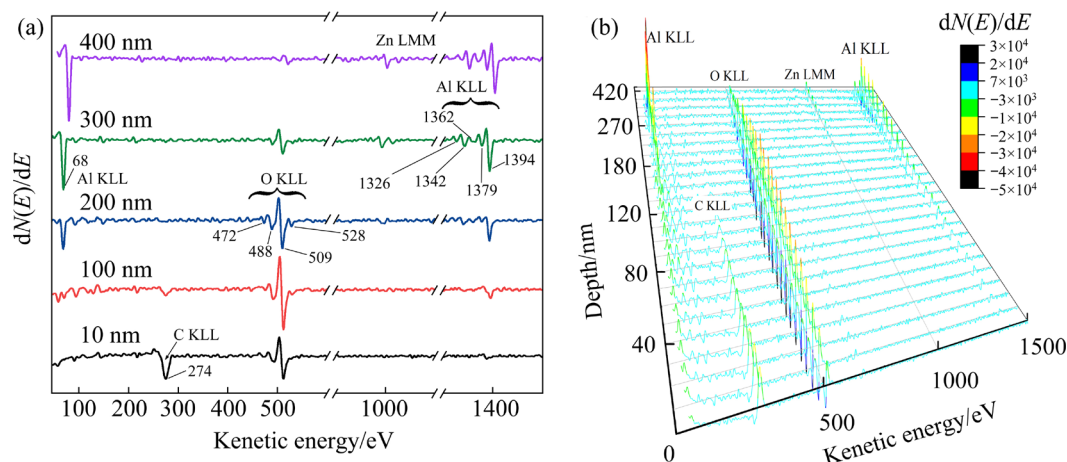 (a)
400 nm
Zn LMM
Al KLL
300 nm
1362
68
Al KLL
1326
1342
1379
1394
O KLL
200 nm
472
488
509
528
100 nm
10 nm
C KLL
274
dN(E)/dE
100 200 300 400 500 1000 1400
Kenetic energy/eV
(b)
dN(E)/dE
Al KLL
O KLL
Zn LMM
Al KLL
C KLL
3×10⁴
2×10⁴
7×10³
−3×10³
−1×10⁴
−2×10⁴
−3×10⁴
−4×10⁴
−5×10⁴
420
270
180
120
80
40
Depth/nm
0
500
1000
1500
Kenetic energy/eV